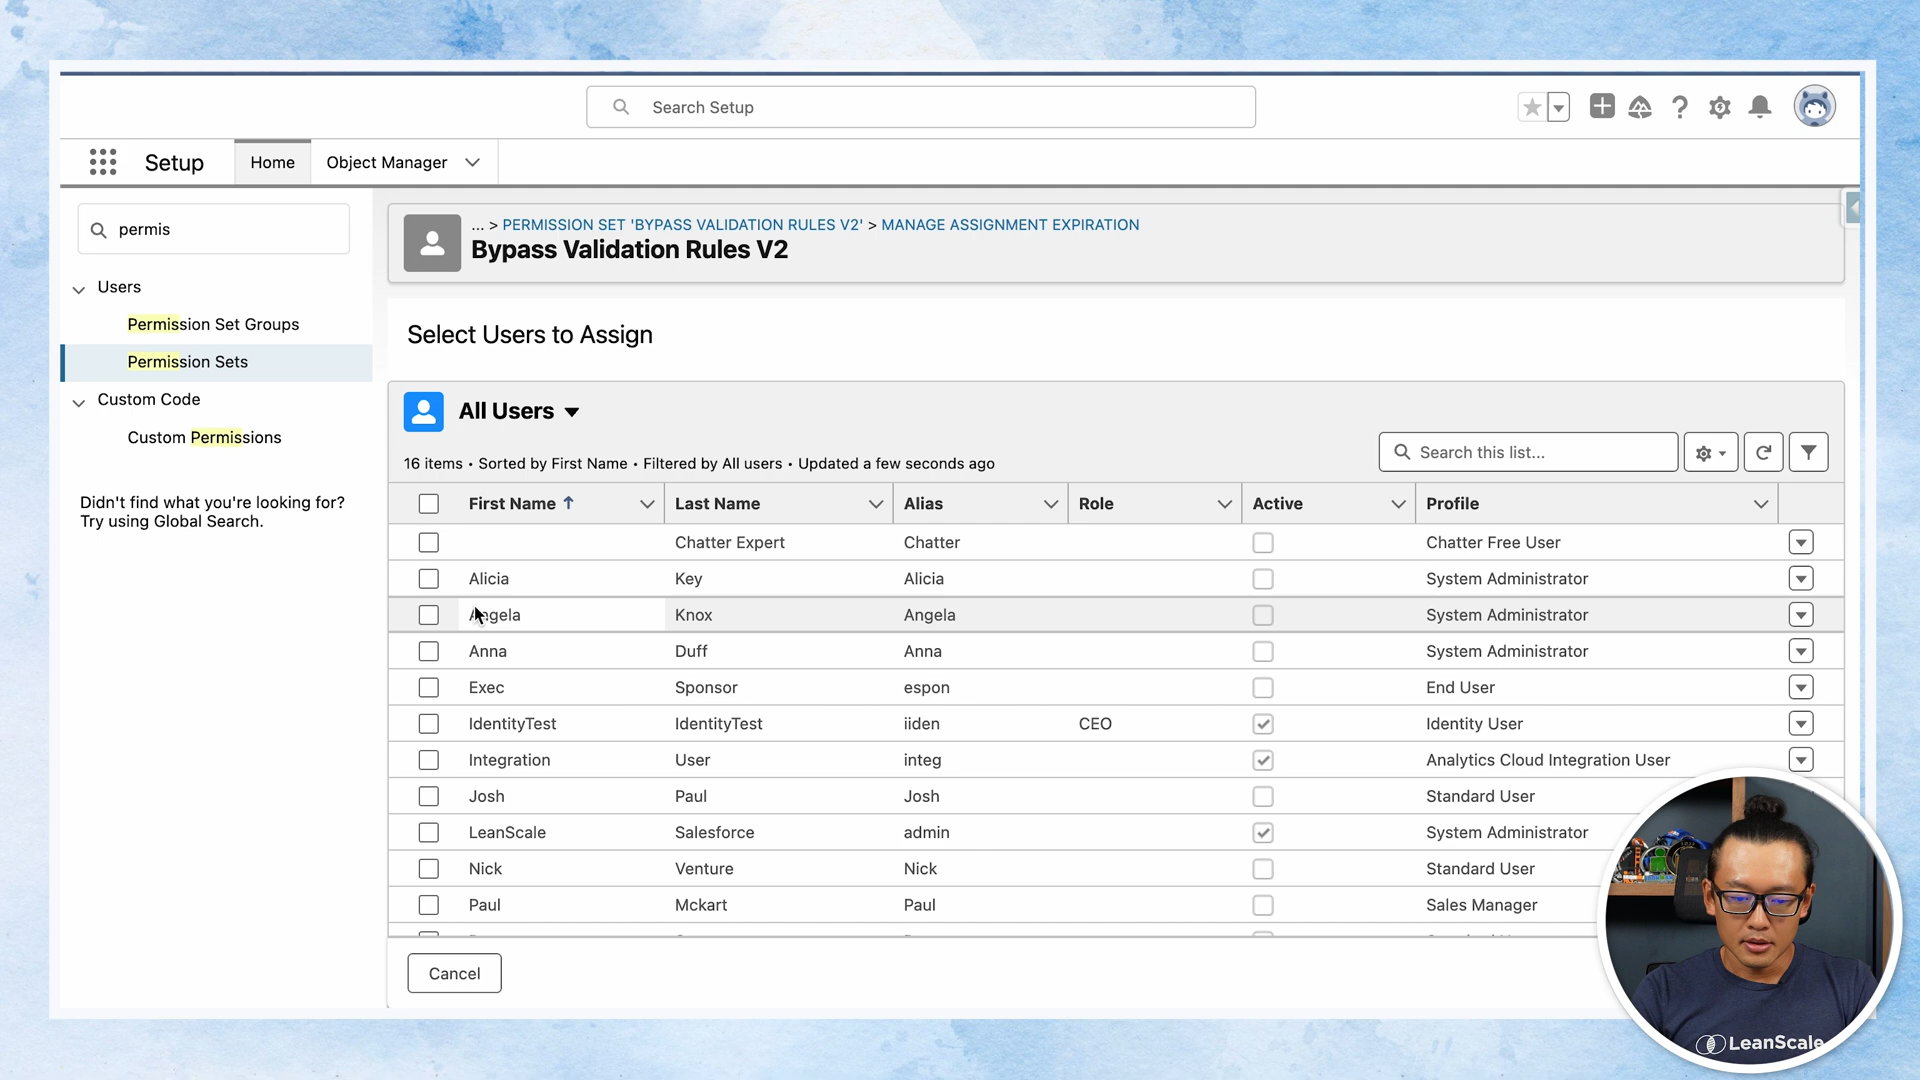 Search Setup
Setup
Home
Object Manager
permis
Users
Permission Set Groups
Permission Sets
Custom Code
Custom Permissions
Didn't find what you're looking for?
Try using Global Search.
... > PERMISSION SET 'BYPASS VALIDATION RULES V2' > MANAGE ASSIGNMENT EXPIRATION
Bypass Validation Rules V2
Select Users to Assign
All Users
16 items • Sorted by First Name • Filtered by All users • Updated a few seconds ago
Search this list...
First Name Last Name Alias Role Active Profile
Chatter Expert Chatter Chatter Free User
Alicia Key Alicia System Administrator
Angela Knox Angela System Administrator
Anna Duff Anna System Administrator
Exec Sponsor espon End User
IdentityTest IdentityTest iiden CEO Identity User
Integration User integ Analytics Cloud Integration User
Josh Paul Josh Standard User
LeanScale Salesforce admin System Administrator
Nick Venture Nick Standard User
Paul Mckart Paul Sales Manager
Cancel
LeanScale